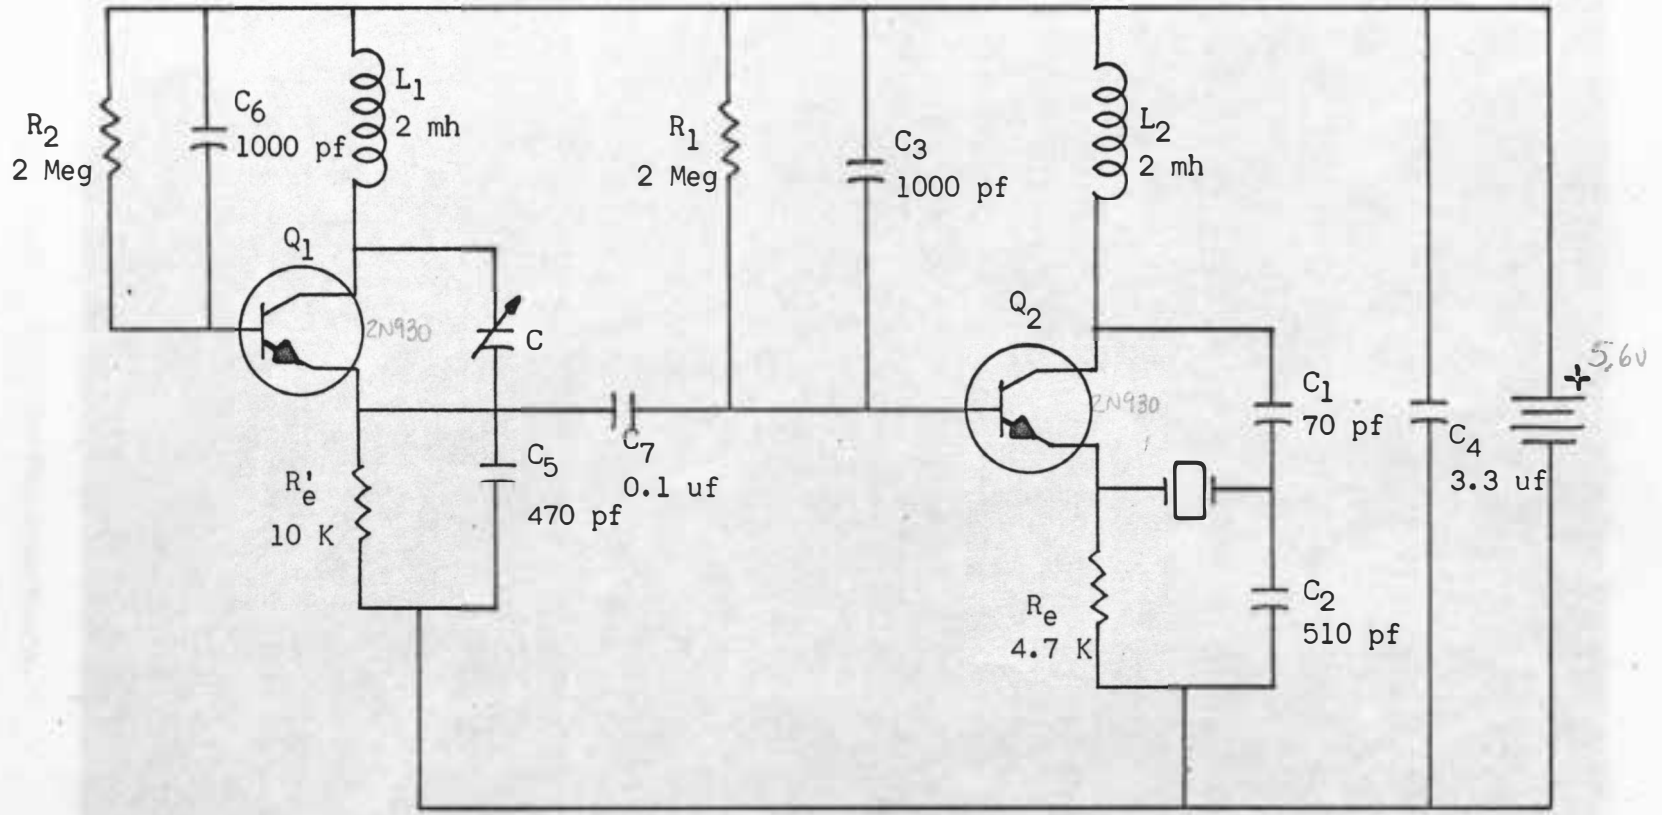 R2
2 Meg
C6
1000 pf
L1
2 mh
Q1
2N930
C
R'e
10 K
C5
470 pf
C7
0.1 uf
R1
2 Meg
C3
1000 pf
L2
2 mh
Q2
2N930
C1
70 pf
Re
4.7 K
C2
510 pf
C4
3.3 uf
+
5.6v